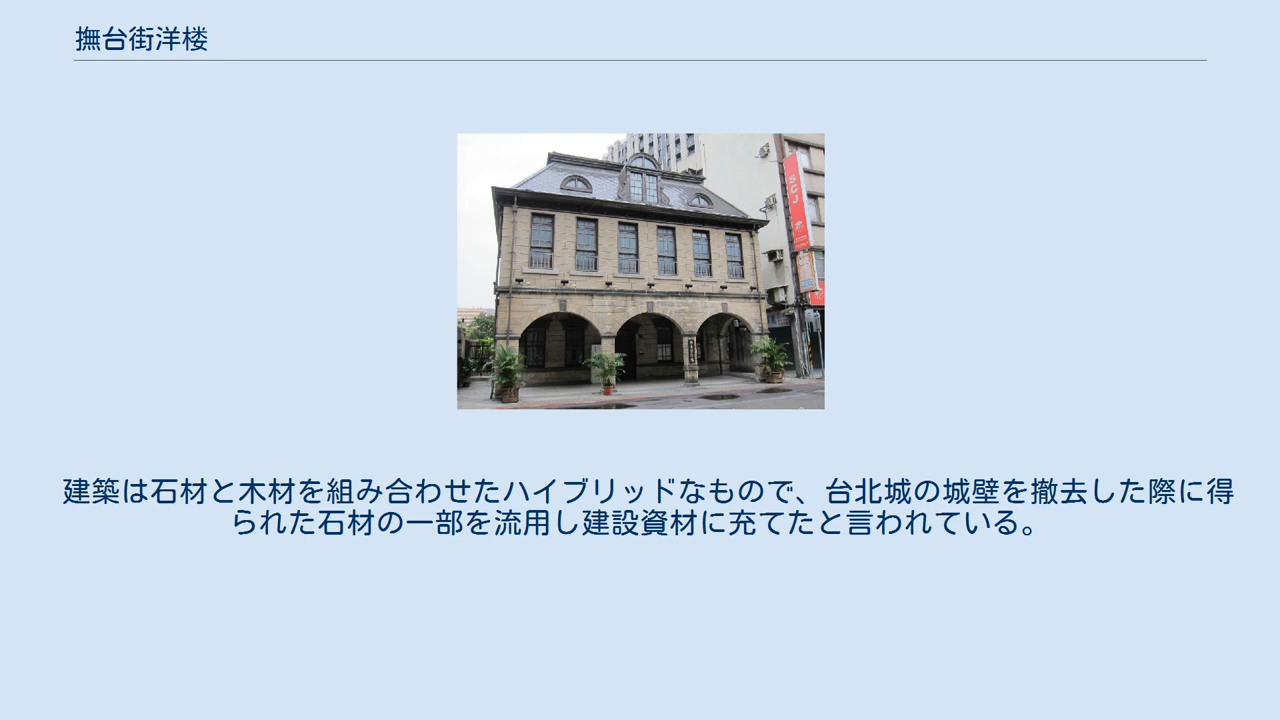 撫台街洋楼
SGJ
建築は石材と木材を組み合わせたハイブリッドなもので、台北城の城壁を撤去した際に得
られた石材の一部を流用し建設資材に充てたと言われている。